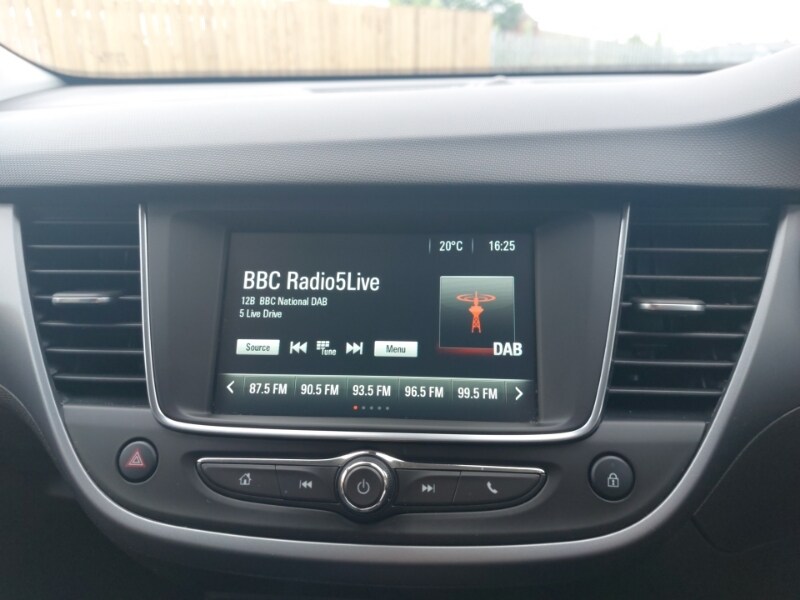 20°C 16:25
BBC Radio5Live
12B BBC National DAB
5 Live Drive
DAB
Source Tune Menu
87.5 FM 90.5 FM 93.5 FM 96.5 FM 99.5 FM